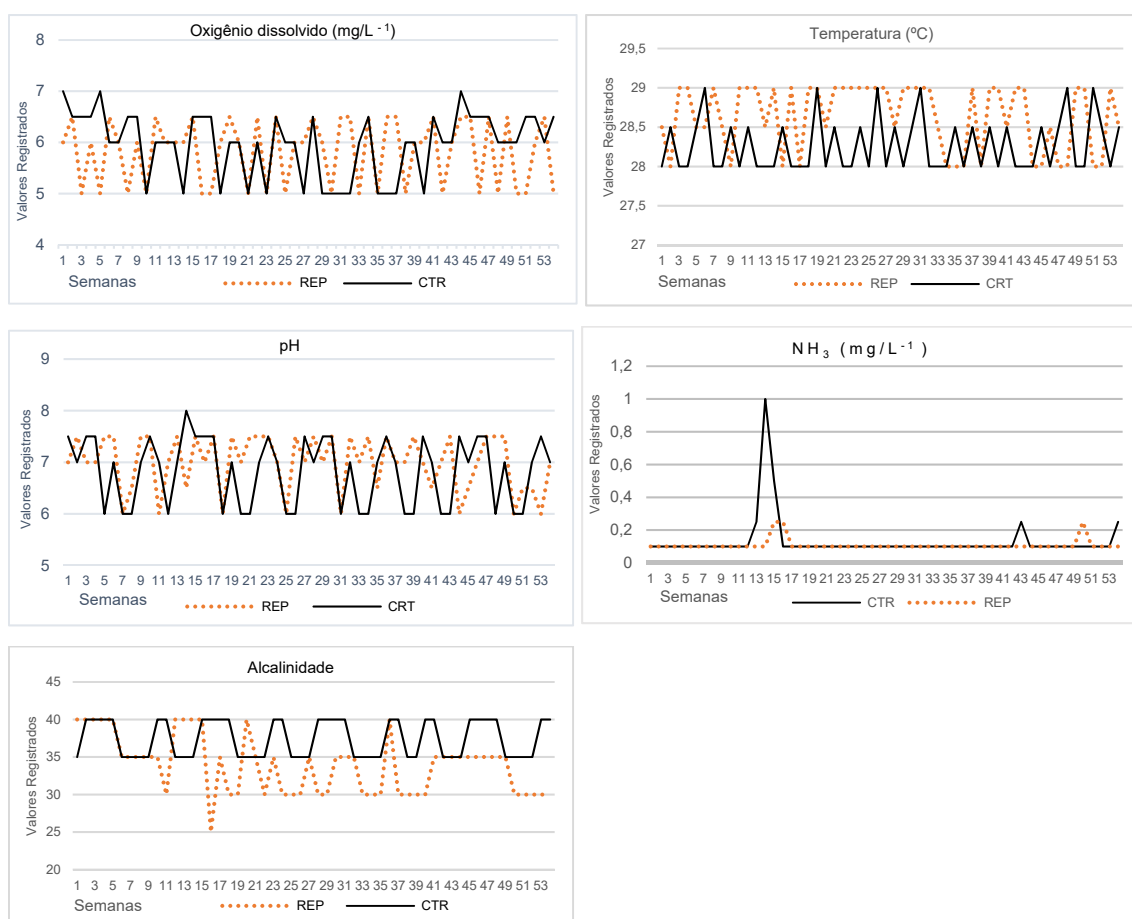 Oxigênio dissolvido (mg/L ⁻¹)
Valores Registrados
8
7
6
5
4
1 3 5 7 9 11 13 15 17 19 21 23 25 27 29 31 33 35 37 39 41 43 45 47 49 51 53
Semanas
REP CTR
Temperatura (ºC)
Valores Registrados
29,5
29
28,5
28
27,5
27
1 3 5 7 9 11 13 15 17 19 21 23 25 27 29 31 33 35 37 39 41 43 45 47 49 51 53
Semanas
REP CRT
pH
Valores Registrados
9
8
7
6
5
1 3 5 7 9 11 13 15 17 19 21 23 25 27 29 31 33 35 37 39 41 43 45 47 49 51 53
Semanas
REP CRT
NH₃ (mg/L⁻¹)
Valores Registrados
1,2
1
0,8
0,6
0,4
0,2
0
1 3 5 7 9 11 13 15 17 19 21 23 25 27 29 31 33 35 37 39 41 43 45 47 49 51 53
Semanas
CTR REP
Alcalinidade
Valores Registrados
45
40
35
30
25
20
1 3 5 7 9 11 13 15 17 19 21 23 25 27 29 31 33 35 37 39 41 43 45 47 49 51 53
Semanas
REP CTR